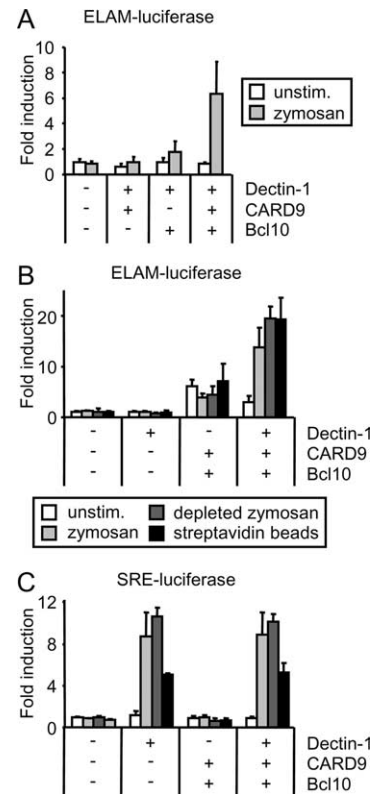 A ELAM-luciferase
Fold induction
10
8
6
4
2
0
unstim.
zymosan
- + + + Dectin-1
- + - + CARD9
- - + + Bcl10
B ELAM-luciferase
Fold induction
20
10
0
- + - + Dectin-1
- - + + CARD9
- - + + Bcl10
unstim. depleted zymosan
zymosan streptavidin beads
C SRE-luciferase
Fold induction
12
8
4
0
- + - + Dectin-1
- - + + CARD9
- - + + Bcl10